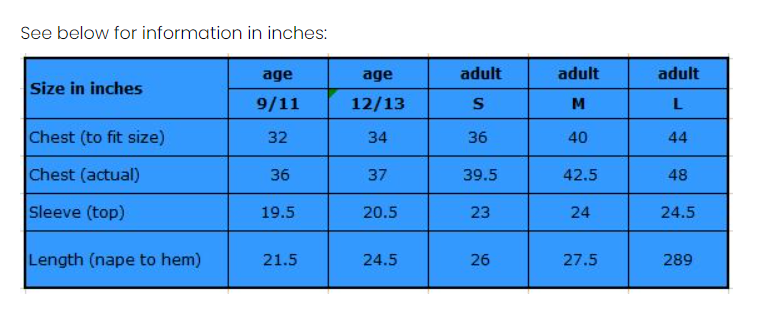 See below for information in inches:
Size in inches age age adult adult adult
9/11 12/13 S M L
Chest (to fit size) 32 34 36 40 44
Chest (actual) 36 37 39.5 42.5 48
Sleeve (top) 19.5 20.5 23 24 24.5
Length (nape to hem) 21.5 24.5 26 27.5 289